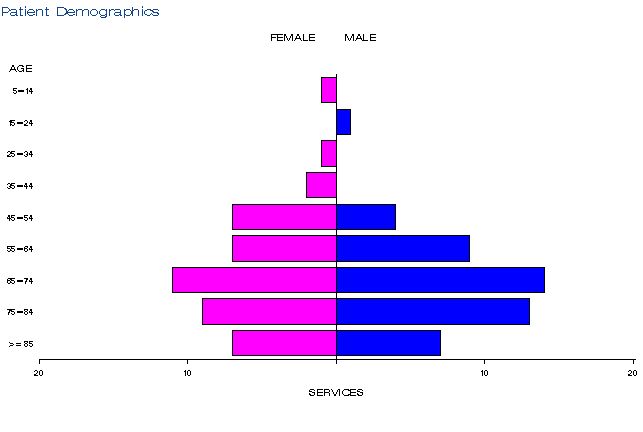 Patient Demographics
FEMALE MALE
AGE
5-14
15-24
25-34
35-44
45-54
55-64
65-74
75-84
>=85
20 10 10 20
SERVICES